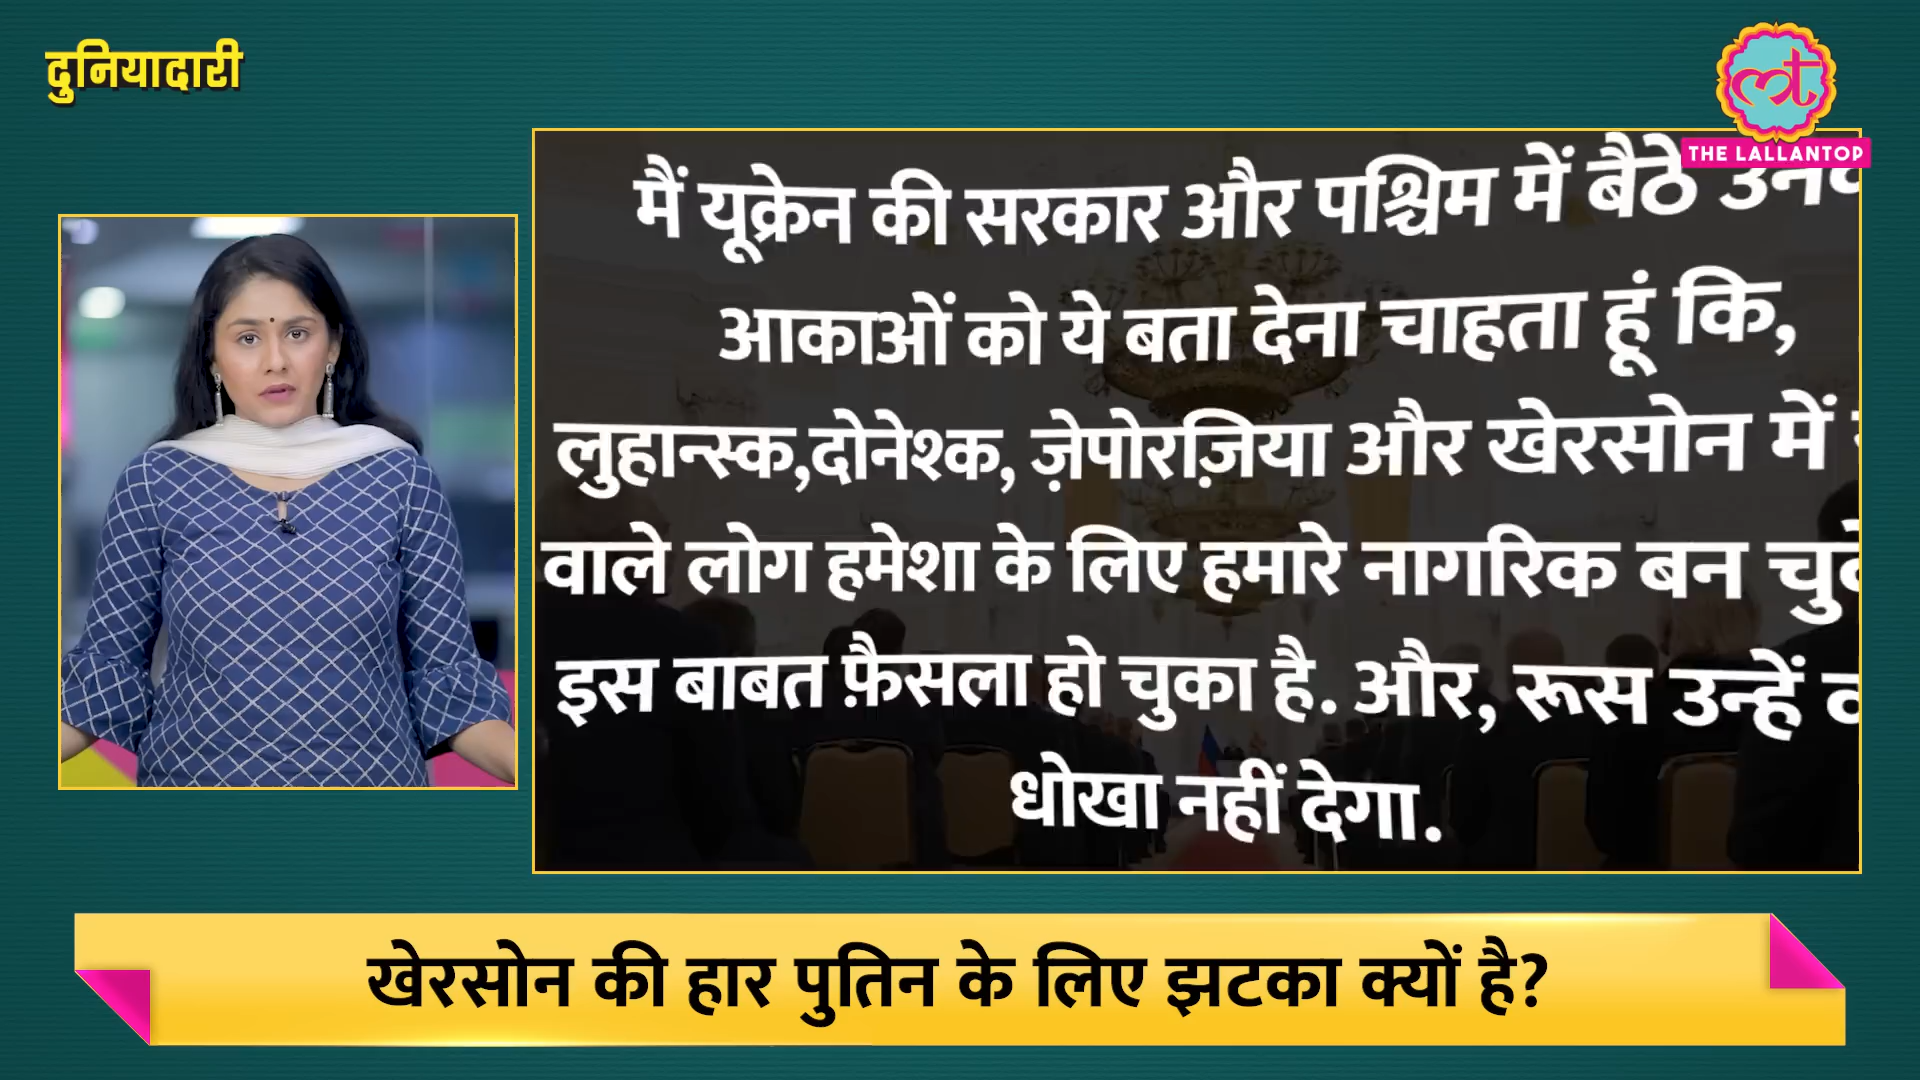 दुनियादारी
THE LALLANTOP
मैं यूक्रेन की सरकार और पश्चिम में बैठे
आकाओं को ये बता देना चाहता हूं कि,
लुहान्स्क,दोनेश्क, ज़ेपोरज़िया और खेरसोन में
वाले लोग हमेशा के लिए हमारे नागरिक बन
इस बाबत फ़ैसला हो चुका है. और, रूस उन्हें
धोखा नहीं देगा.
खेरसोन की हार पुतिन के लिए झटका क्यों है?